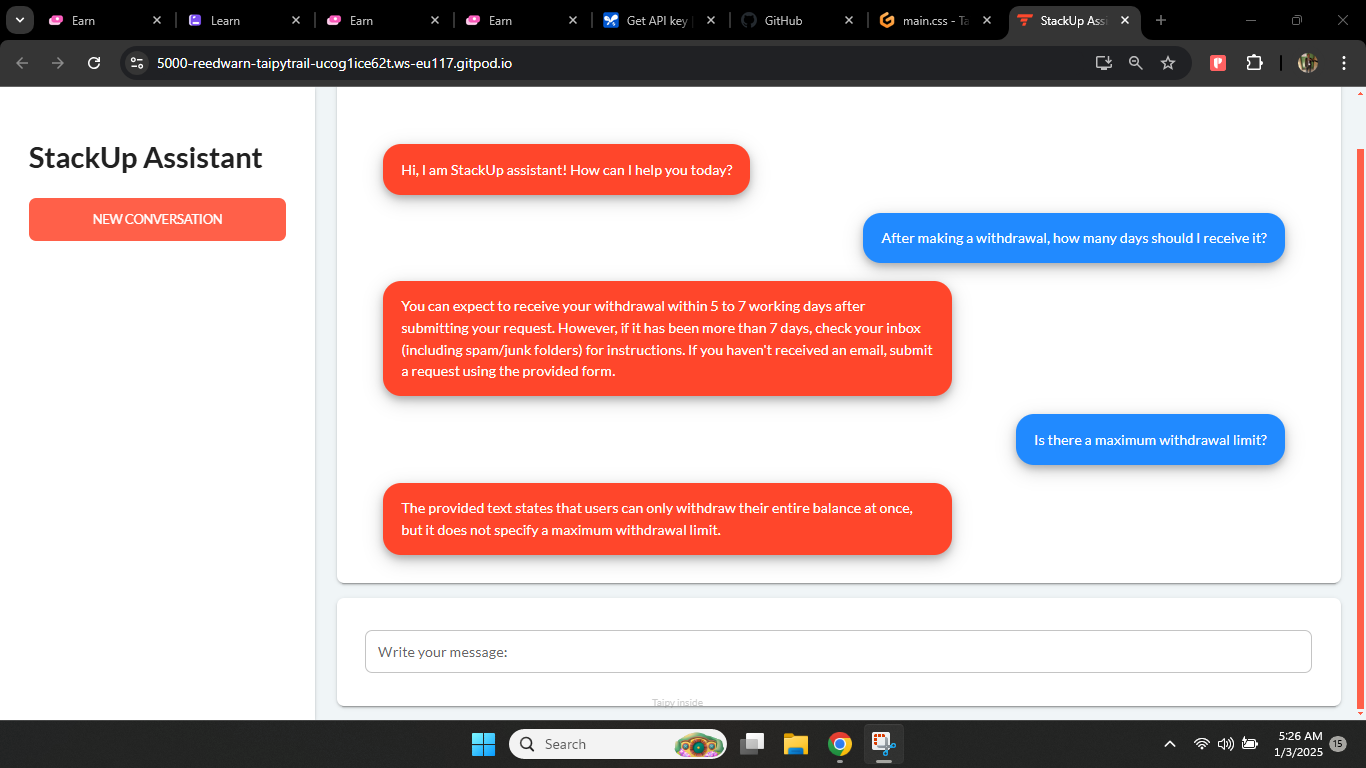 Earn
Learn
Earn
Earn
Get API key
GitHub
main.css - Ta
StackUp Assi
5000-reedwarn-taipytrail-ucog1ice62t.ws-eu117.gitpod.io
StackUp Assistant
NEW CONVERSATION
Hi, I am StackUp assistant! How can I help you today?
After making a withdrawal, how many days should I receive it?
You can expect to receive your withdrawal within 5 to 7 working days after
submitting your request. However, if it has been more than 7 days, check your inbox
(including spam/junk folders) for instructions. If you haven't received an email, submit
a request using the provided form.
Is there a maximum withdrawal limit?
The provided text states that users can only withdraw their entire balance at once,
but it does not specify a maximum withdrawal limit.
Write your message:
Taipy inside
Search
5:26 AM
1/3/2025
15